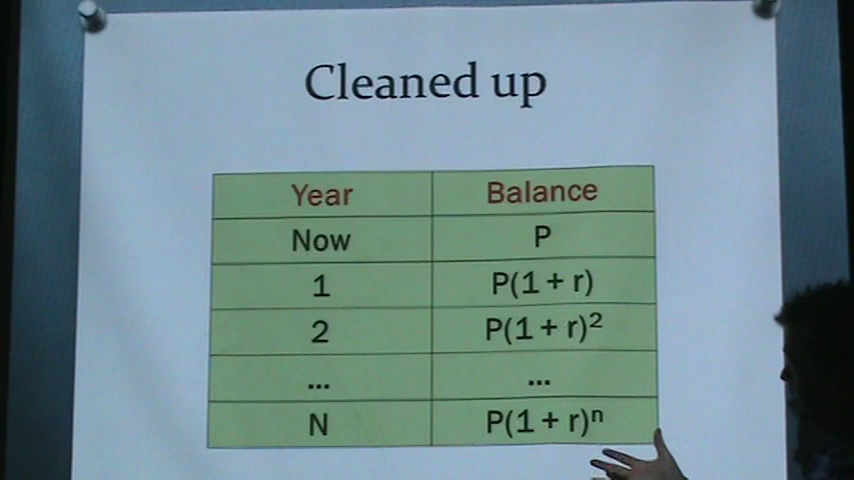 Cleaned up
Year Balance
Now P
1 P(1 + r)
2 P(1 + r)²
... ...
N P(1 + r)ⁿ